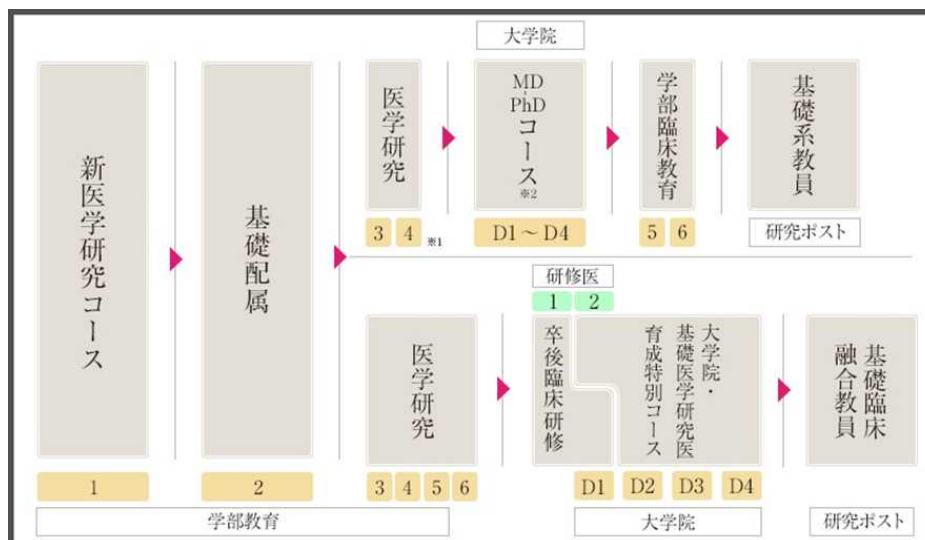 新医学研究コース
1
基礎配属
2
医学研究
3 4 ※1
大学院
MD-PhDコース※2
D1～D4
学部臨床教育
5 6
基礎系教員
研究ポスト
医学研究
3 4 5 6
学部教育
研修医
1 2
卒後臨床研修
大学院・
基礎医学研究医
育成特別コース
D1 D2 D3 D4
大学院
基礎臨床
融合教員
研究ポスト